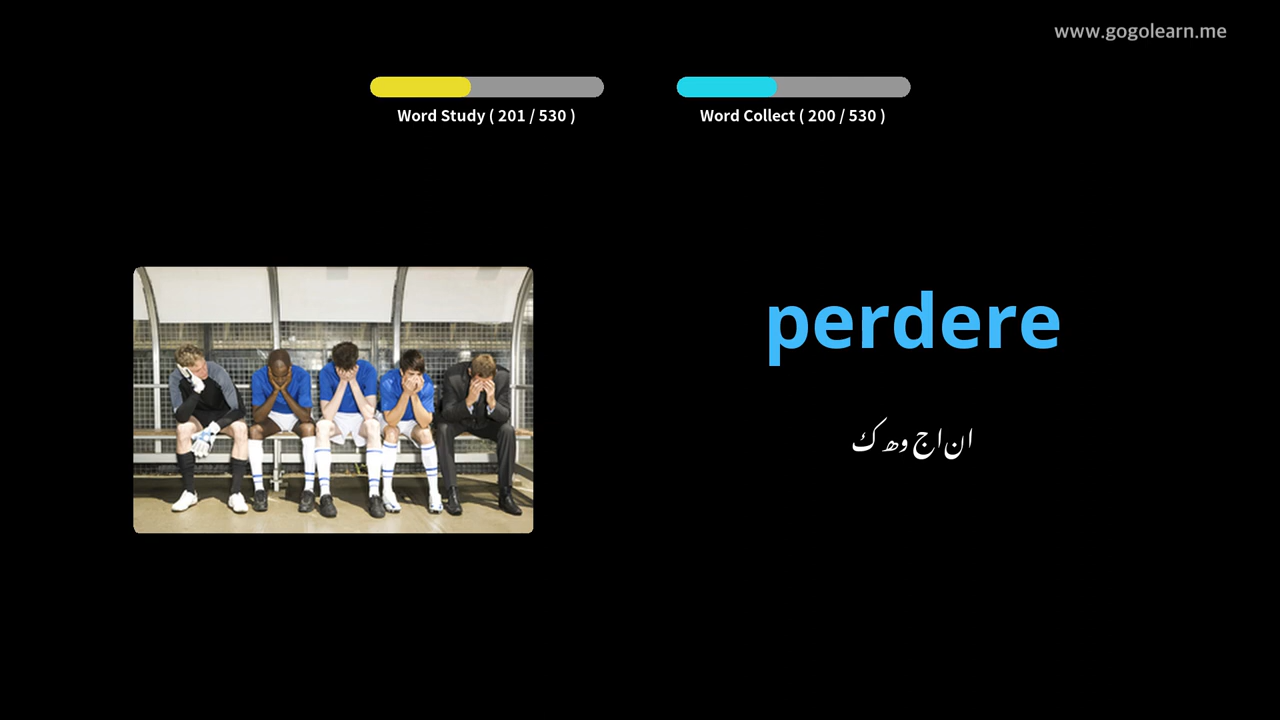 www.gogolearn.me
Word Study ( 201 / 530 )
Word Collect ( 200 / 530 )
perdere
ان اج وھ ک